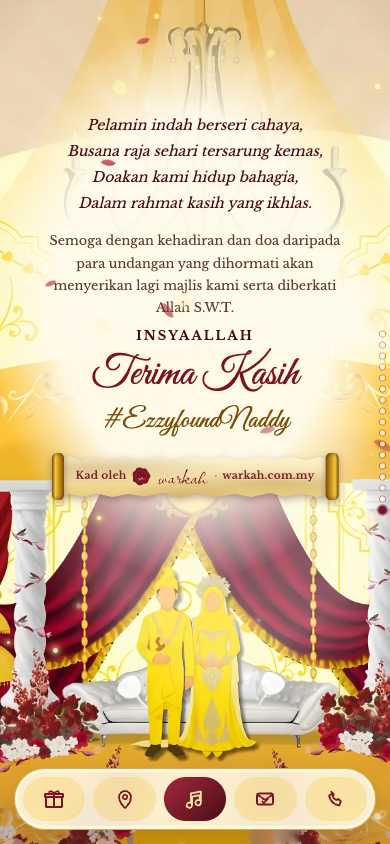 Pelamin indah berseri cahaya,
Busana raja sehari tersarung kemas,
Doakan kami hidup bahagia,
Dalam rahmat kasih yang ikhlas.
Semoga dengan kehadiran dan doa daripada
para undangan yang dihormati akan
menyerikan lagi majlis kami serta diberkati
Allah S.W.T.
INSYAALLAH
Terima Kasih
#EzzyfoundNaddy
Kad oleh warkah · warkah.com.my